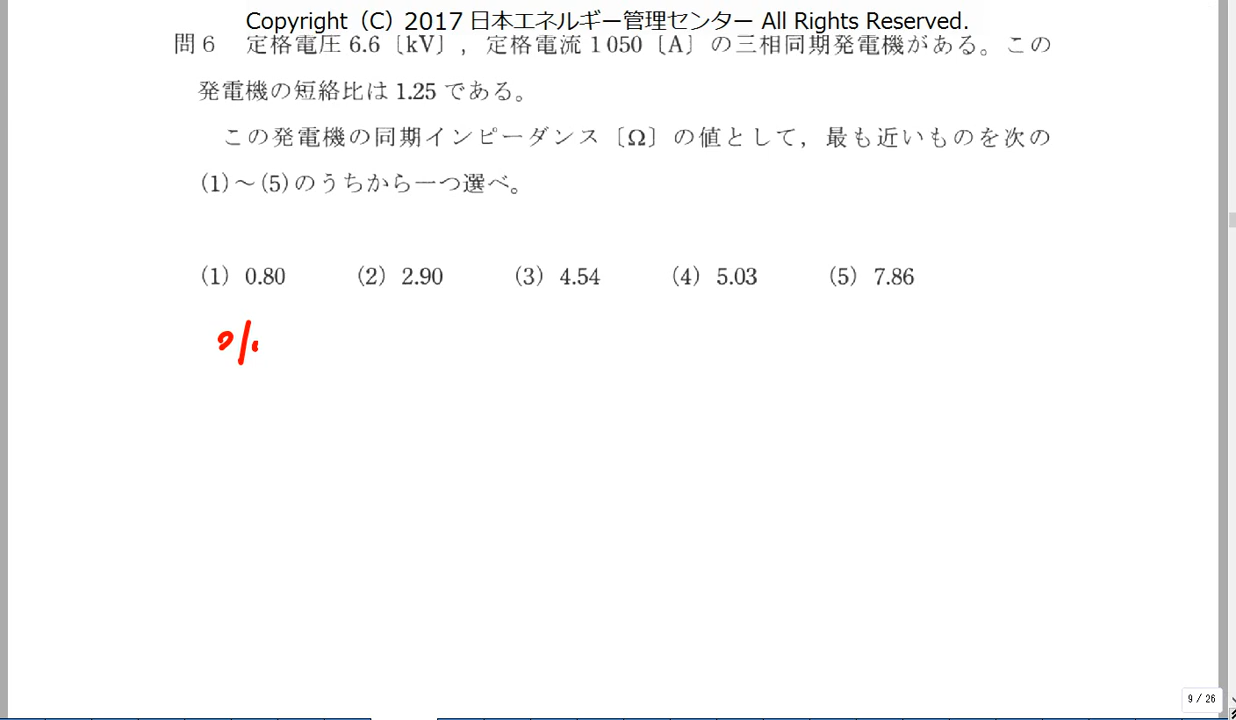 Copyright（C）2017 日本エネルギー管理センター All Rights Reserved.
問６　定格電圧 6.6〔kV〕，定格電流 1 050〔A〕の三相同期発電機がある。この
発電機の短絡比は 1.25 である。
この発電機の同期インピーダンス〔Ω〕の値として，最も近いものを次の
(1)～(5)のうちから一つ選べ。
(1) 0.80　(2) 2.90　(3) 4.54　(4) 5.03　(5) 7.86
%
9 / 26